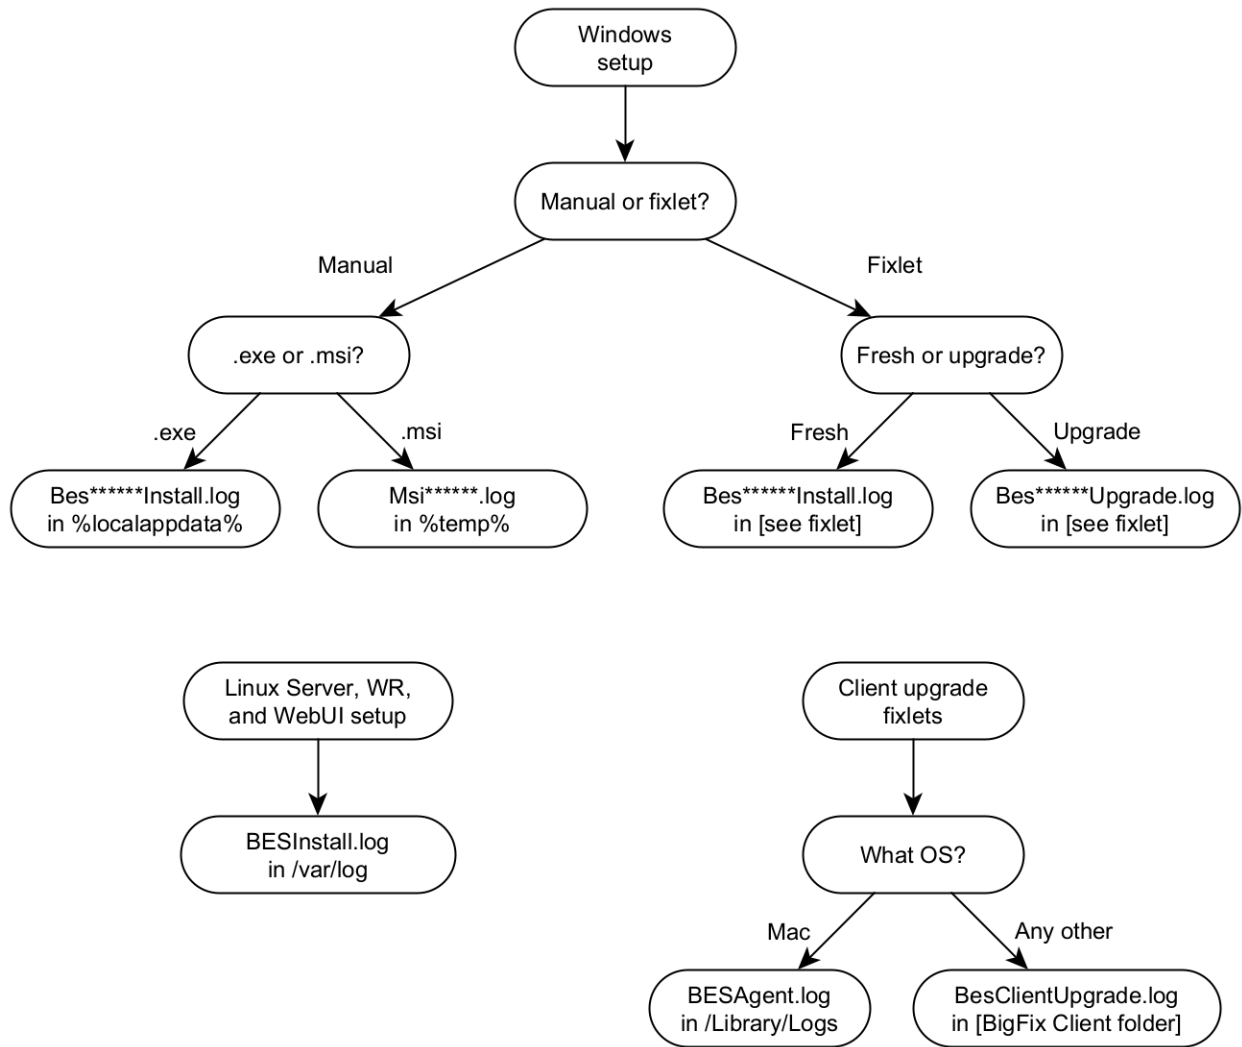 Windows
setup
Manual or fixlet?
Manual
Fixlet
.exe or .msi?
Fresh or upgrade?
.exe
.msi
Fresh
Upgrade
Bes******Install.log
in %localappdata%
Msi******.log
in %temp%
Bes******Install.log
in [see fixlet]
Bes******Upgrade.log
in [see fixlet]
Linux Server, WR,
and WebUI setup
BESInstall.log
in /var/log
Client upgrade
fixlets
What OS?
Mac
Any other
BESAgent.log
in /Library/Logs
BesClientUpgrade.log
in [BigFix Client folder]